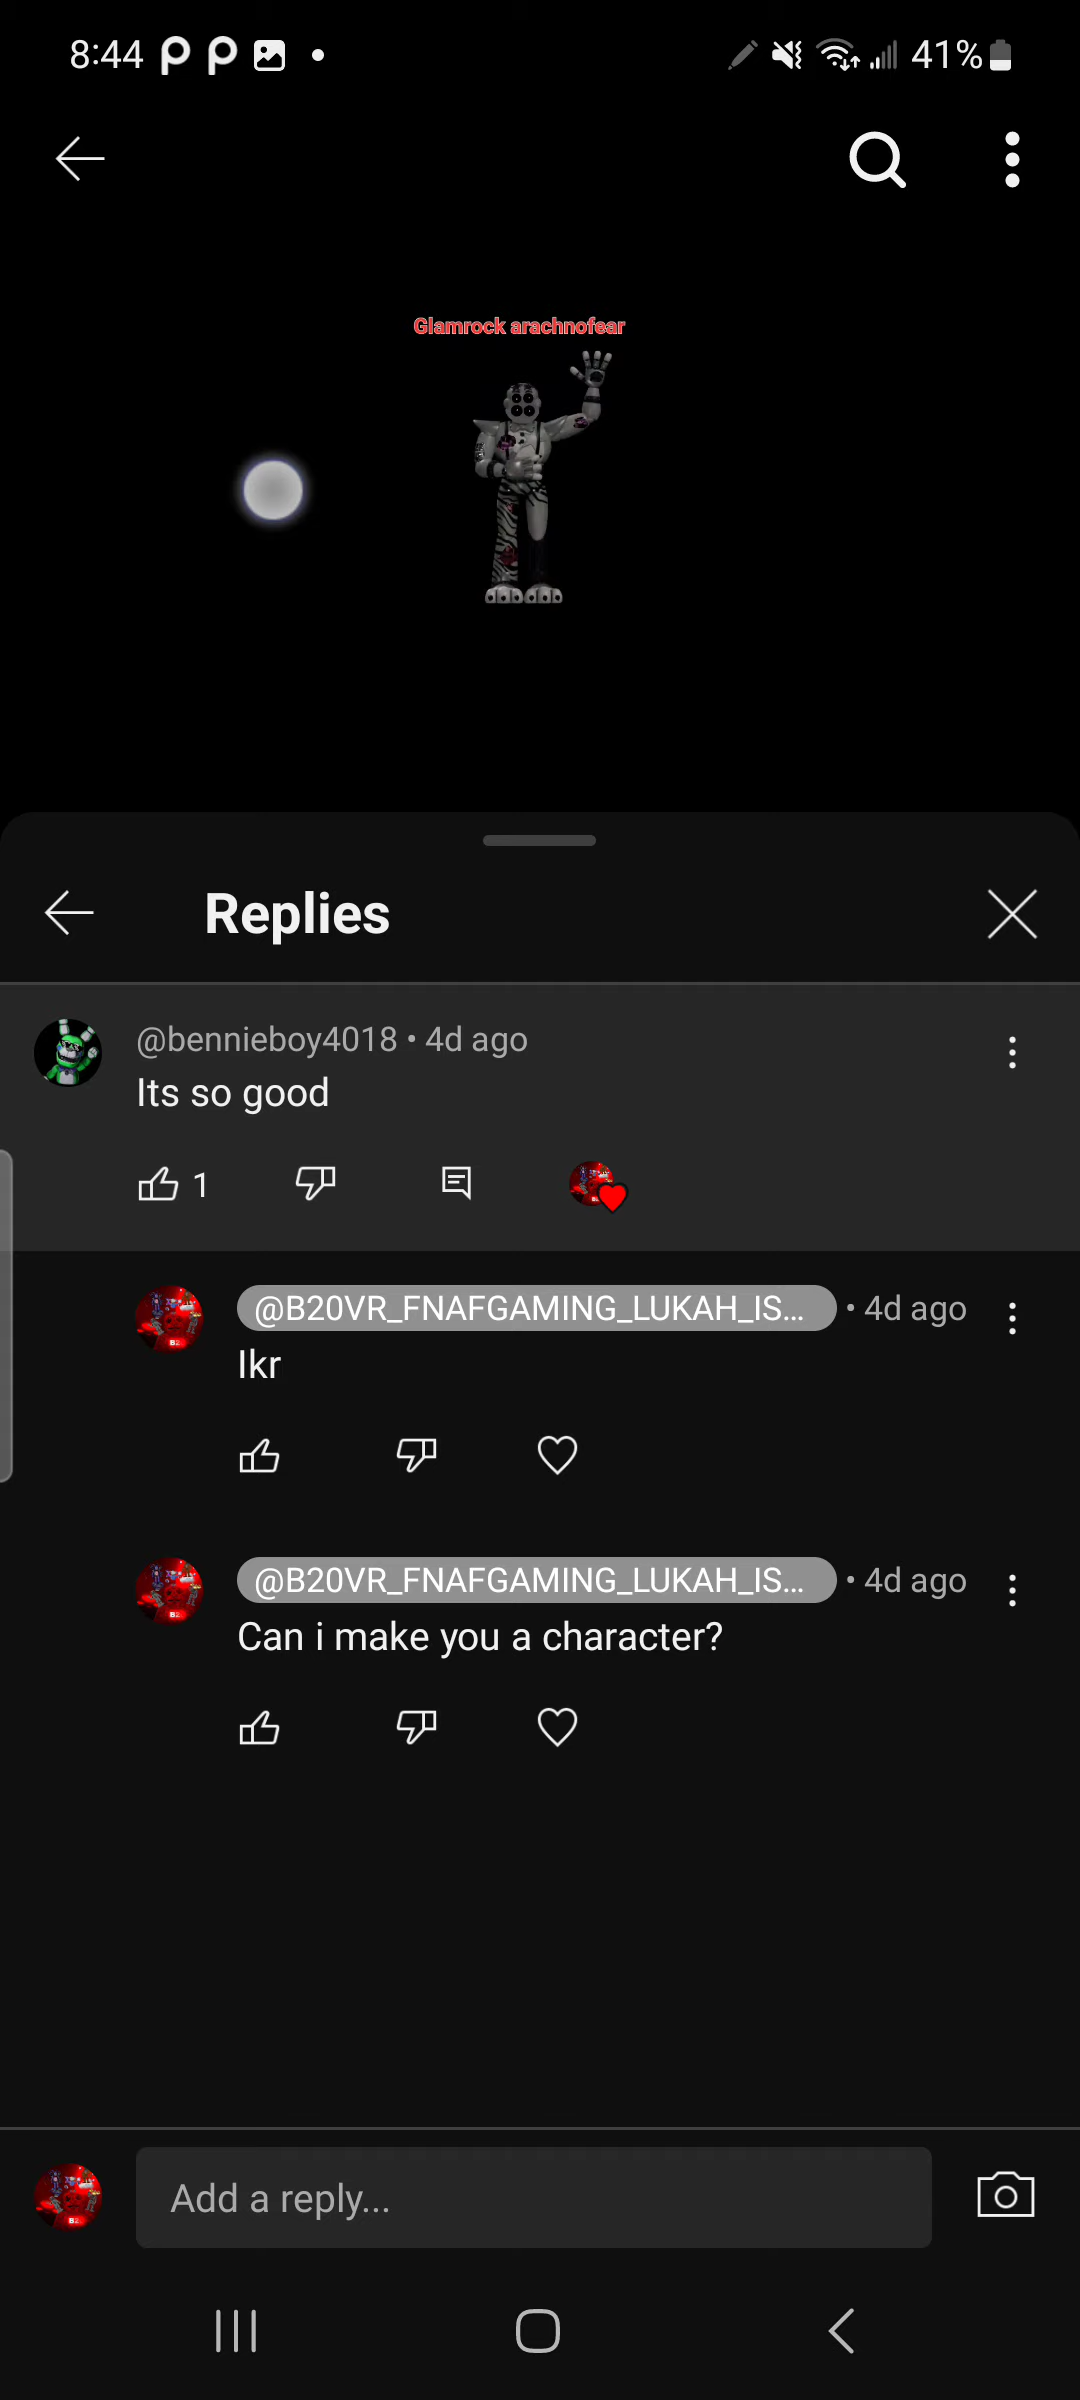 8:44
41%
Glamrock arachnofear
Replies
@bennieboy4018 • 4d ago
Its so good
1
@B20VR_FNAFGAMING_LUKAH_IS... • 4d ago
Ikr
@B20VR_FNAFGAMING_LUKAH_IS... • 4d ago
Can i make you a character?
Add a reply...